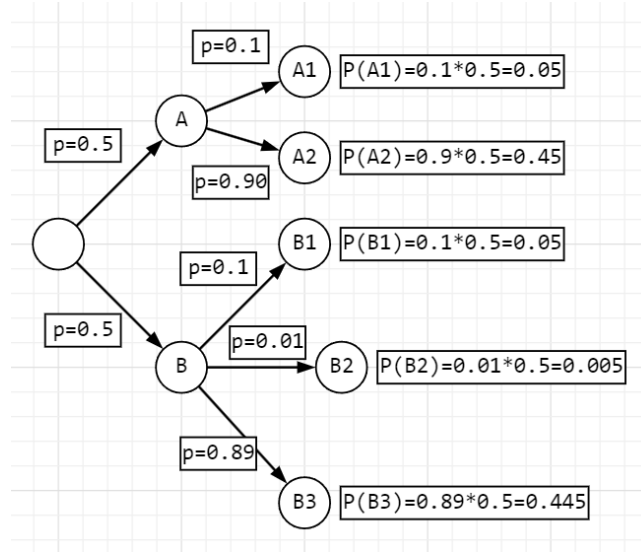 p=0.1
A1
P(A1)=0.1*0.5=0.05
A
p=0.5
A2
P(A2)=0.9*0.5=0.45
p=0.90
B1
P(B1)=0.1*0.5=0.05
p=0.1
p=0.5
p=0.01
B
B2
P(B2)=0.01*0.5=0.005
p=0.89
B3
P(B3)=0.89*0.5=0.445